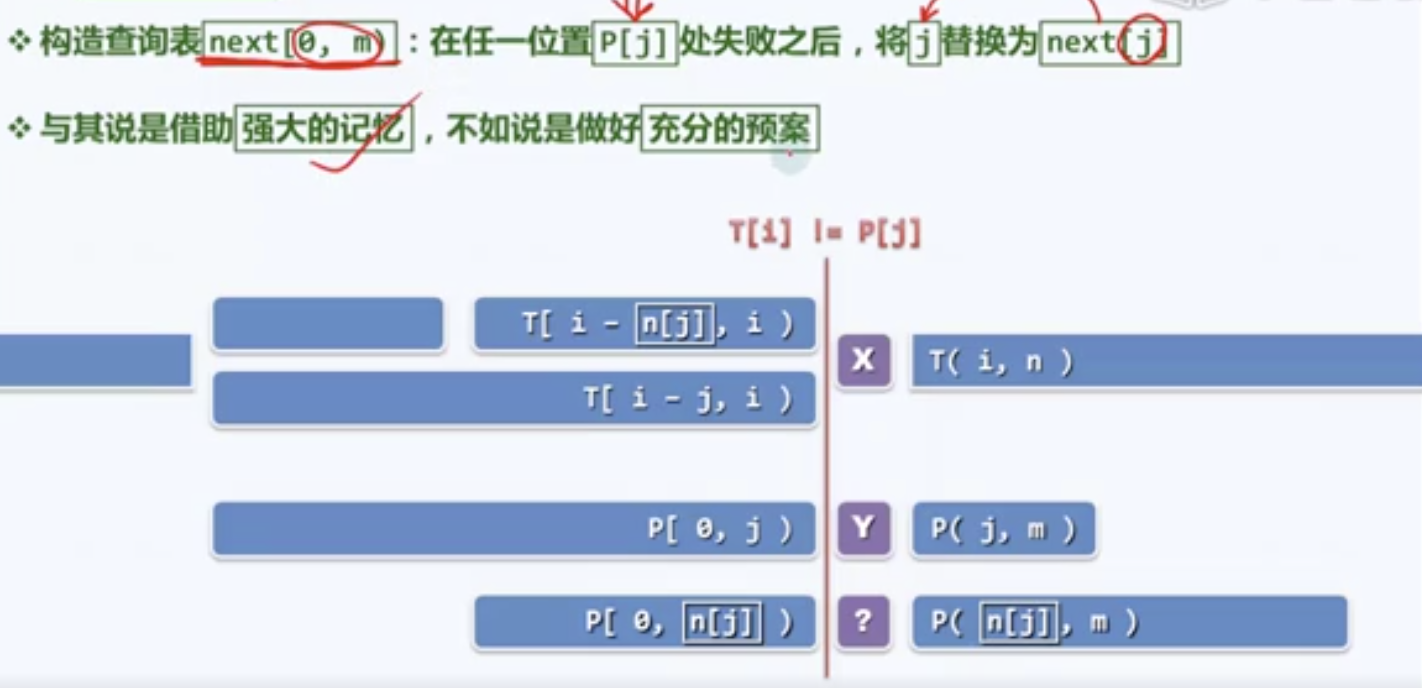 ❖ 构造查询表 next[0, m) ：在任一位置 P[j] 处失败之后，将 j 替换为 next[j]
❖ 与其说是借助 强大的记忆 ，不如说是做好 充分的预案
T[i] != P[j]
T[ i - n[j], i )
X
T( i, n )
T[ i - j, i )
P[ 0, j )
Y
P( j, m )
P[ 0, n[j] )
?
P( n[j], m )